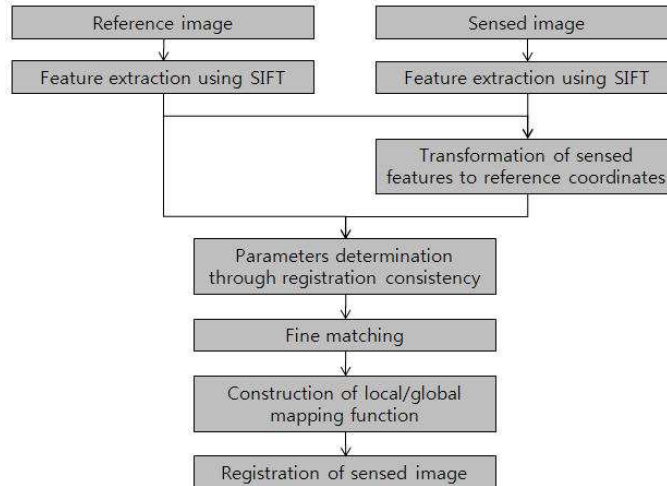 Reference image
Sensed image
Feature extraction using SIFT
Feature extraction using SIFT
Transformation of sensed
features to reference coordinates
Parameters determination
through registration consistency
Fine matching
Construction of local/global
mapping function
Registration of sensed image